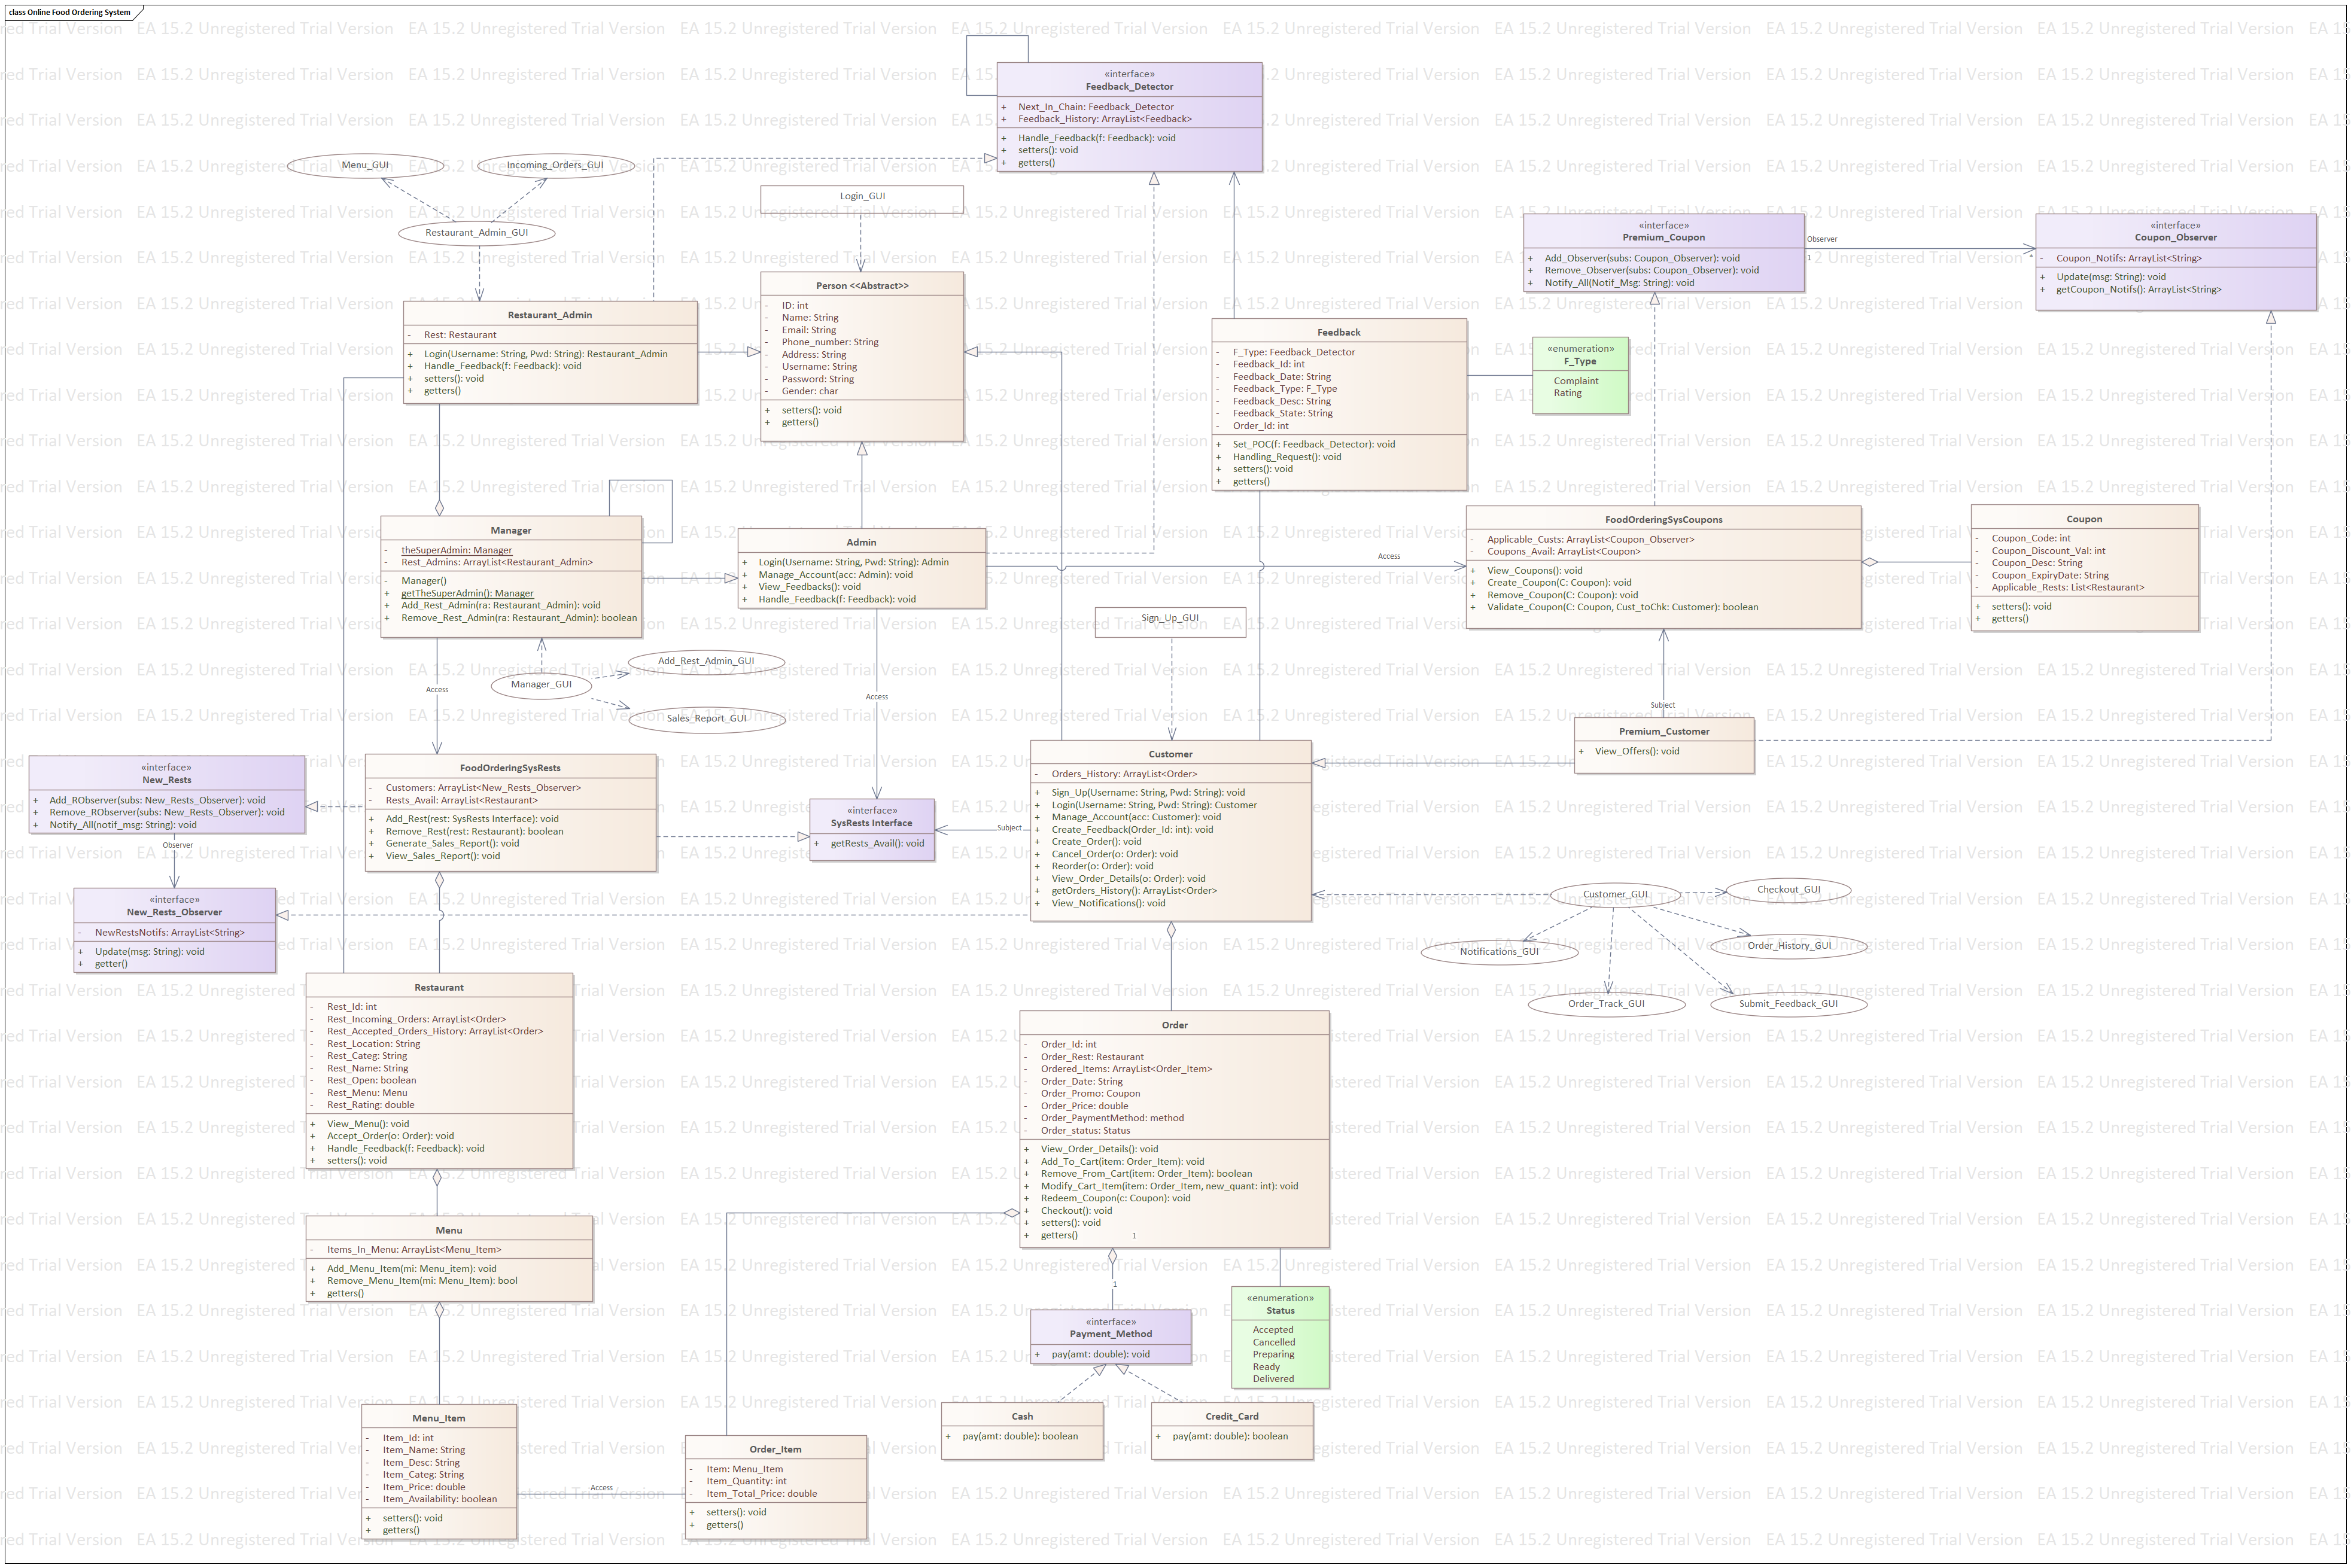 class Online Food Ordering System
EA 15.2 Unregistered Trial Version
«interface»
Feedback_Detector
+ Next_In_Chain: Feedback_Detector
+ Feedback_History: ArrayList<Feedback>
+ Handle_Feedback(f: Feedback): void
+ setters(): void
+ getters()
Menu_GUI
Incoming_Orders_GUI
Restaurant_Admin_GUI
Login_GUI
«interface»
Premium_Coupon
+ Add_Observer(subs: Coupon_Observer): void
+ Remove_Observer(subs: Coupon_Observer): void
+ Notify_All(Notif_Msg: String): void
Observer
1
*
«interface»
Coupon_Observer
- Coupon_Notifs: ArrayList<String>
+ Update(msg: String): void
+ getCoupon_Notifs(): ArrayList<String>
Restaurant_Admin
- Rest: Restaurant
+ Login(Username: String, Pwd: String): Restaurant_Admin
+ Handle_Feedback(f: Feedback): void
+ setters(): void
+ getters()
Person <<Abstract>>
- ID: int
- Name: String
- Email: String
- Phone_number: String
- Address: String
- Username: String
- Password: String
- Gender: char
+ setters(): void
+ getters()
Feedback
- F_Type: Feedback_Detector
- Feedback_Id: int
- Feedback_Date: String
- Feedback_Type: F_Type
- Feedback_Desc: String
- Feedback_State: String
- Order_Id: int
+ Set_POC(f: Feedback_Detector): void
+ Handling_Request(): void
+ setters(): void
+ getters()
«enumeration»
F_Type
Complaint
Rating
Manager
- theSuperAdmin: Manager
- Rest_Admins: ArrayList<Restaurant_Admin>
- Manager()
+ getTheSuperAdmin(): Manager
+ Add_Rest_Admin(ra: Restaurant_Admin): void
+ Remove_Rest_Admin(ra: Restaurant_Admin): boolean
Admin
+ Login(Username: String, Pwd: String): Admin
+ Manage_Account(acc: Admin): void
+ View_Feedbacks(): void
+ Handle_Feedback(f: Feedback): void
Access
FoodOrderingSysCoupons
- Applicable_Custs: ArrayList<Coupon_Observer>
- Coupons_Avail: ArrayList<Coupon>
+ View_Coupons(): void
+ Create_Coupon(C: Coupon): void
+ Remove_Coupon(C: Coupon): void
+ Validate_Coupon(C: Coupon, Cust_toChk: Customer): boolean
Coupon
- Coupon_Code: int
- Coupon_Discount_Val: int
- Coupon_Desc: String
- Coupon_ExpiryDate: String
- Applicable_Rests: List<Restaurant>
+ setters(): void
+ getters()
Sign_Up_GUI
Manager_GUI
Add_Rest_Admin_GUI
Sales_Report_GUI
Access
Access
Subject
Premium_Customer
+ View_Offers(): void
«interface»
New_Rests
+ Add_RObserver(subs: New_Rests_Observer): void
+ Remove_RObserver(subs: New_Rests_Observer): void
+ Notify_All(notif_msg: String): void
Observer
FoodOrderingSysRests
- Customers: ArrayList<New_Rests_Observer>
- Rests_Avail: ArrayList<Restaurant>
+ Add_Rest(rest: SysRests Interface): void
+ Remove_Rest(rest: Restaurant): boolean
+ Generate_Sales_Report(): void
+ View_Sales_Report(): void
«interface»
SysRests Interface
+ getRests_Avail(): void
Subject
Customer
- Orders_History: ArrayList<Order>
+ Sign_Up(Username: String, Pwd: String): void
+ Login(Username: String, Pwd: String): Customer
+ Manage_Account(acc: Customer): void
+ Create_Feedback(Order_Id: int): void
+ Create_Order(): void
+ Cancel_Order(o: Order): void
+ Reorder(o: Order): void
+ View_Order_Details(o: Order): void
+ getOrders_History(): ArrayList<Order>
+ View_Notifications(): void
«interface»
New_Rests_Observer
- NewRestsNotifs: ArrayList<String>
+ Update(msg: String): void
+ getter()
Customer_GUI
Checkout_GUI
Notifications_GUI
Order_History_GUI
Order_Track_GUI
Submit_Feedback_GUI
Restaurant
- Rest_Id: int
- Rest_Incoming_Orders: ArrayList<Order>
- Rest_Accepted_Orders_History: ArrayList<Order>
- Rest_Location: String
- Rest_Categ: String
- Rest_Name: String
- Rest_Open: boolean
- Rest_Menu: Menu
- Rest_Rating: double
+ View_Menu(): void
+ Accept_Order(o: Order): void
+ Handle_Feedback(f: Feedback): void
+ setters(): void
Order
- Order_Id: int
- Order_Rest: Restaurant
- Ordered_Items: ArrayList<Order_Item>
- Order_Date: String
- Order_Promo: Coupon
- Order_Price: double
- Order_PaymentMethod: method
- Order_status: Status
+ View_Order_Details(): void
+ Add_To_Cart(item: Order_Item): void
+ Remove_From_Cart(item: Order_Item): boolean
+ Modify_Cart_Item(item: Order_Item, new_quant: int): void
+ Redeem_Coupon(c: Coupon): void
+ Checkout(): void
+ setters(): void
+ getters()
1
1
Menu
- Items_In_Menu: ArrayList<Menu_Item>
+ Add_Menu_Item(mi: Menu_item): void
+ Remove_Menu_Item(mi: Menu_Item): bool
+ getters()
«interface»
Payment_Method
+ pay(amt: double): void
«enumeration»
Status
Accepted
Cancelled
Preparing
Ready
Delivered
Cash
+ pay(amt: double): boolean
Credit_Card
+ pay(amt: double): boolean
Menu_Item
- Item_Id: int
- Item_Name: String
- Item_Desc: String
- Item_Categ: String
- Item_Price: double
- Item_Availability: boolean
+ setters(): void
+ getters()
Access
Order_Item
- Item: Menu_Item
- Item_Quantity: int
- Item_Total_Price: double
+ setters(): void
+ getters()